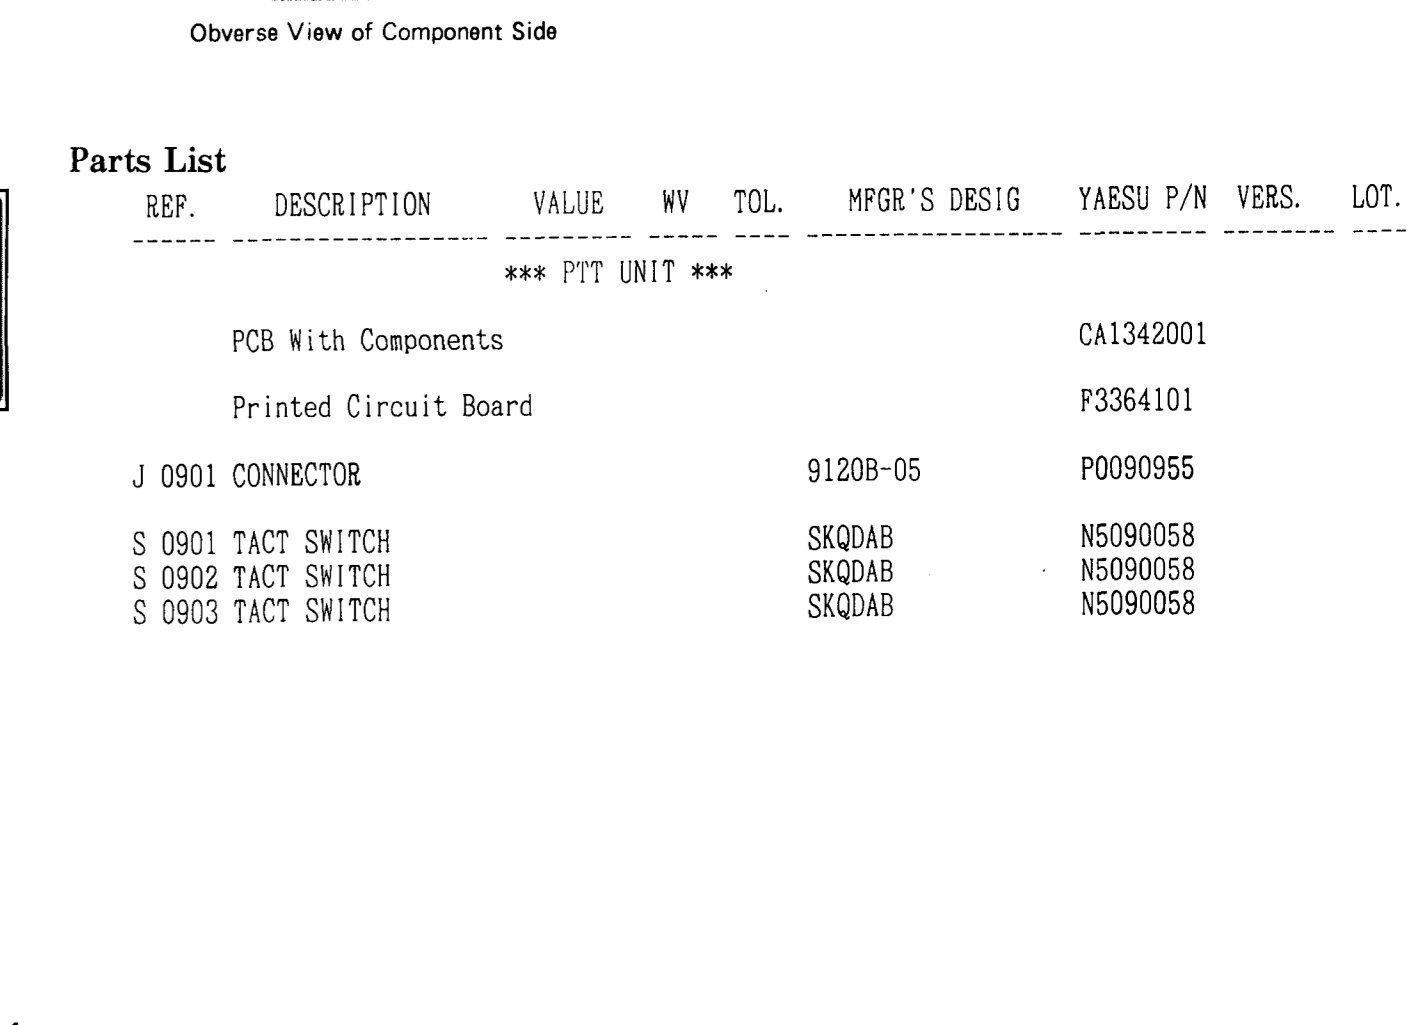 Obverse View of Component Side
Parts List
REF. DESCRIPTION VALUE WV TOL. MFGR'S DESIG YAESU P/N VERS. LOT.
------ ------------------ --------- ----- ---- ------------------ --------- -------- ----
*** PTT UNIT ***
PCB With Components CA1342001
Printed Circuit Board F3364101
J 0901 CONNECTOR 9120B-05 P0090955
S 0901 TACT SWITCH SKQDAB N5090058
S 0902 TACT SWITCH SKQDAB N5090058
S 0903 TACT SWITCH SKQDAB N5090058